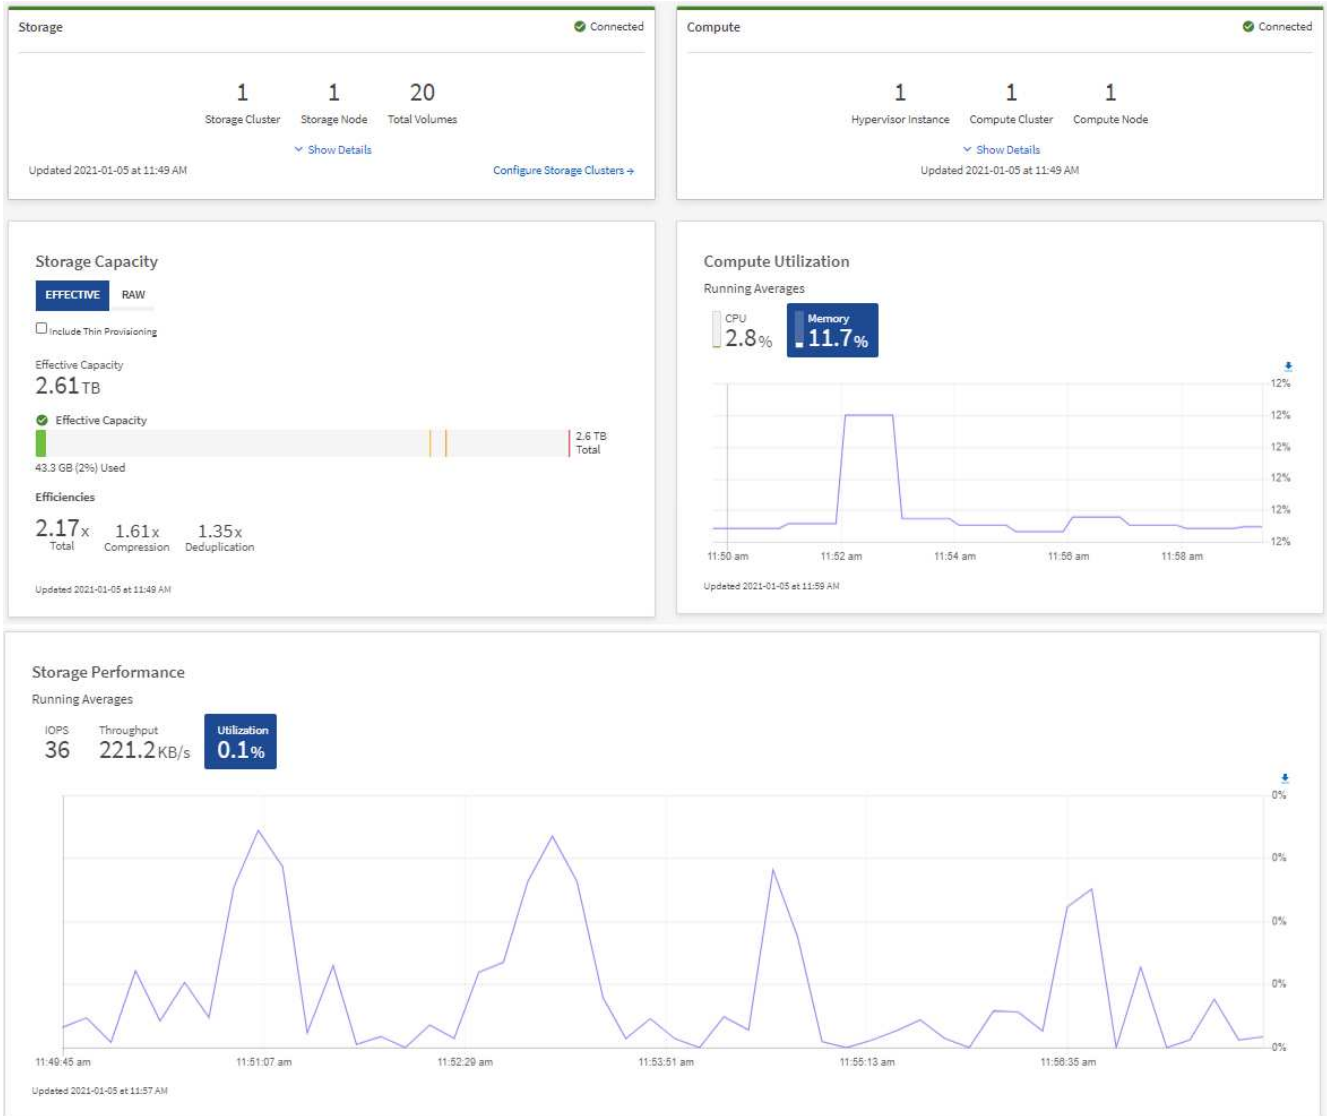 Storage
Connected
1 1 20
Storage Cluster Storage Node Total Volumes
Show Details
Updated 2021-01-05 at 11:49 AM
Configure Storage Clusters →
Compute
Connected
1 1 1
Hypervisor Instance Compute Cluster Compute Node
Show Details
Updated 2021-01-05 at 11:49 AM
Storage Capacity
EFFECTIVE RAW
Include Thin Provisioning
Effective Capacity
2.61 TB
Effective Capacity
2.6 TB
Total
43.3 GB (2%) Used
Efficiencies
2.17x 1.61x 1.35x
Total Compression Deduplication
Updated 2021-01-05 at 11:49 AM
Compute Utilization
Running Averages
CPU Memory
2.8% 11.7%
12%
12%
12%
12%
12%
12%
11:50 am 11:52 am 11:54 am 11:56 am 11:58 am
Updated 2021-01-05 at 11:59 AM
Storage Performance
Running Averages
IOPS Throughput Utilization
36 221.2 KB/s 0.1%
0%
0%
0%
0%
0%
11:49:45 am 11:51:07 am 11:52:29 am 11:53:51 am 11:55:13 am 11:56:35 am
Updated 2021-01-05 at 11:57 AM